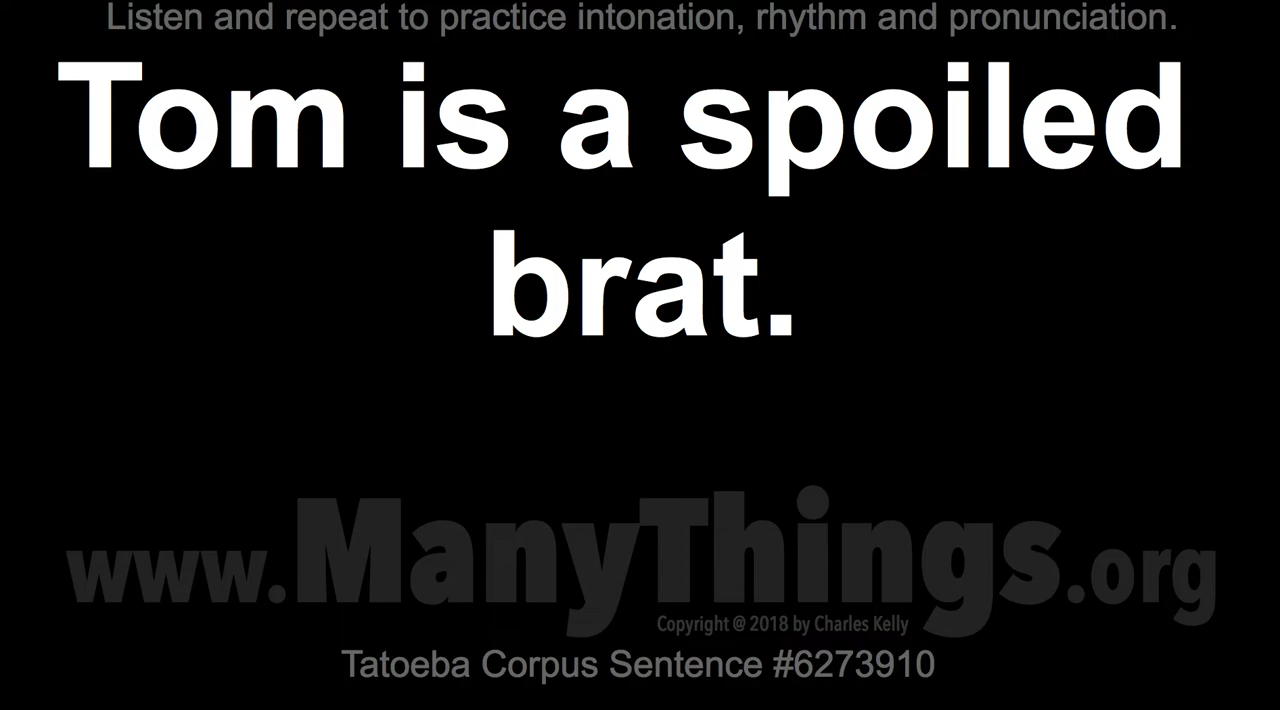 Listen and repeat to practice intonation, rhythm and pronunciation.
Tom is a spoiled
brat.
www.ManyThings.org
Copyright @ 2018 by Charles Kelly
Tatoeba Corpus Sentence #6273910